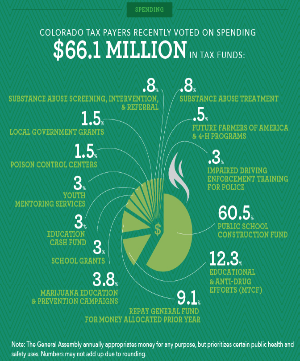 SPENDING
COLORADO TAX PAYERS RECENTLY VOTED ON SPENDING
$66.1 MILLION IN TAX FUNDS:
.8%
SUBSTANCE ABUSE SCREENING, INTERVENTION,
& REFERRAL
.8%
SUBSTANCE ABUSE TREATMENT
1.5%
LOCAL GOVERNMENT GRANTS
.5%
FUTURE FARMERS OF AMERICA
& 4-H PROGRAMS
1.5%
POISON CONTROL CENTERS
.3%
IMPAIRED DRIVING
ENFORCEMENT TRAINING
FOR POLICE
3%
YOUTH
MENTORING SERVICES
3%
EDUCATION
CASH FUND
$
60.5%
PUBLIC SCHOOL
CONSTRUCTION FUND
3%
SCHOOL GRANTS
12.3%
EDUCATIONAL
& ANTI-DRUG
EFFORTS (MTCF)
3.8%
MARIJUANA EDUCATION
& PREVENTION CAMPAIGNS
9.1%
REPAY GENERAL FUND
FOR MONEY ALLOCATED PRIOR YEAR
Note: The General Assembly annually appropriates money for any purpose, but prioritizes certain public health and
safety uses. Numbers may not add up due to rounding.